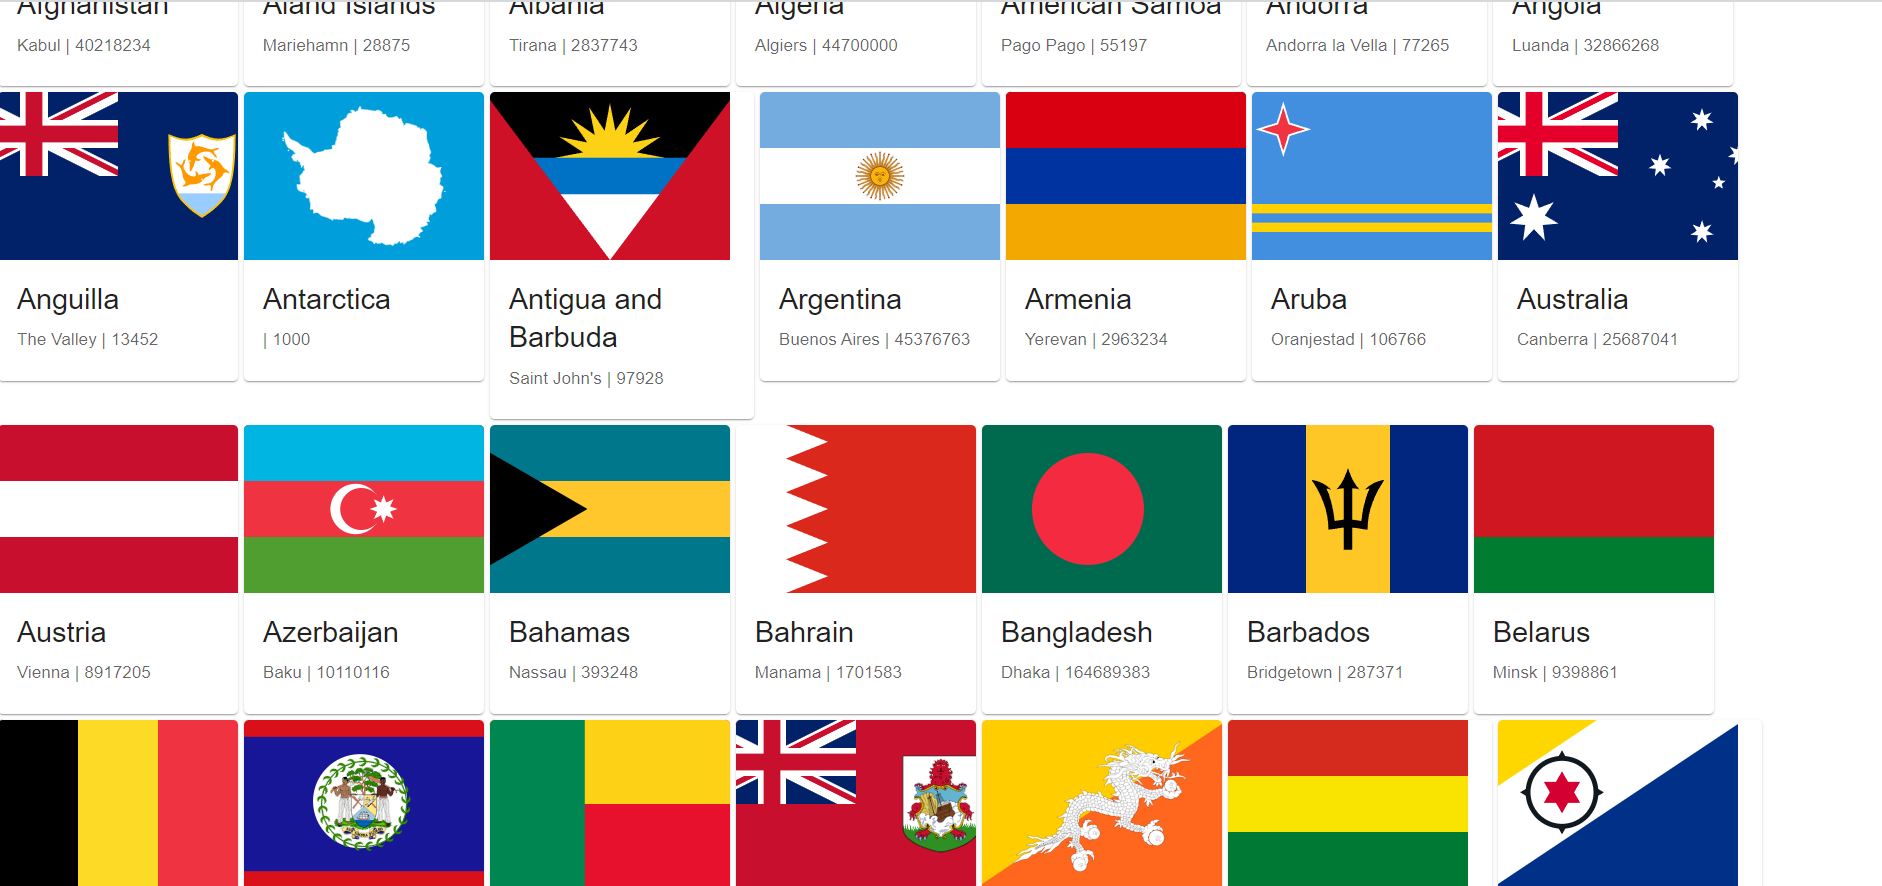 Afghanistan
Åland Islands
Albania
Algeria
American Samoa
Andorra
Angola
Kabul | 40218234
Mariehamn | 28875
Tirana | 2837743
Algiers | 44700000
Pago Pago | 55197
Andorra la Vella | 77265
Luanda | 32866268
Anguilla
The Valley | 13452
Antarctica
| 1000
Antigua and
Barbuda
Saint John's | 97928
Argentina
Buenos Aires | 45376763
Armenia
Yerevan | 2963234
Aruba
Oranjestad | 106766
Australia
Canberra | 25687041
Austria
Vienna | 8917205
Azerbaijan
Baku | 10110116
Bahamas
Nassau | 393248
Bahrain
Manama | 1701583
Bangladesh
Dhaka | 164689383
Barbados
Bridgetown | 287371
Belarus
Minsk | 9398861